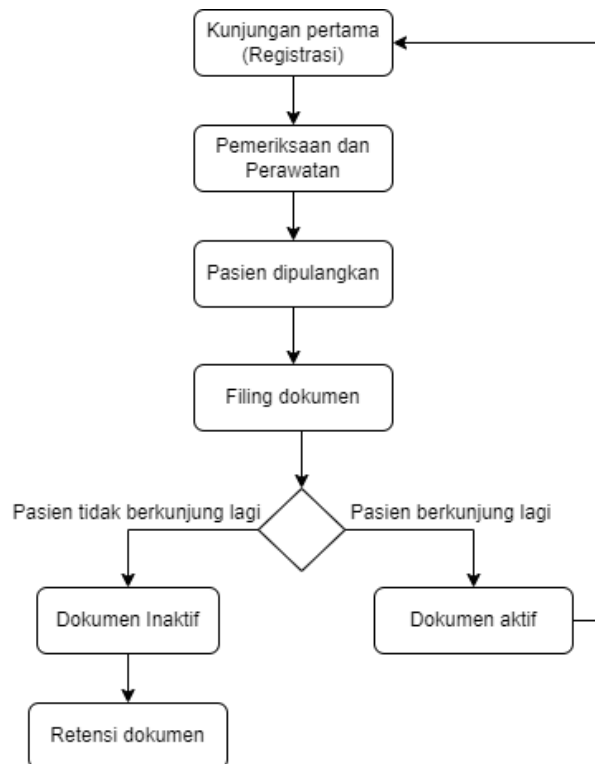 Kunjungan pertama
(Registrasi)
Pemeriksaan dan
Perawatan
Pasien dipulangkan
Filing dokumen
Pasien tidak berkunjung lagi
Pasien berkunjung lagi
Dokumen Inaktif
Dokumen aktif
Retensi dokumen